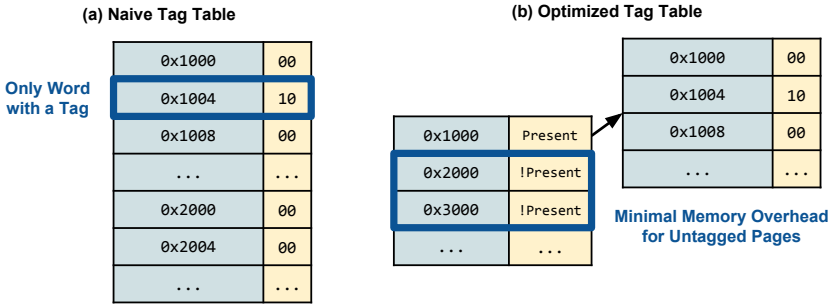 (a) Naive Tag Table
Only Word
with a Tag
0x1000 00
0x1004 10
0x1008 00
... ...
0x2000 00
0x2004 00
... ...
(b) Optimized Tag Table
0x1000 Present
0x2000 !Present
0x3000 !Present
... ...
0x1000 00
0x1004 10
0x1008 00
... ...
Minimal Memory Overhead
for Untagged Pages